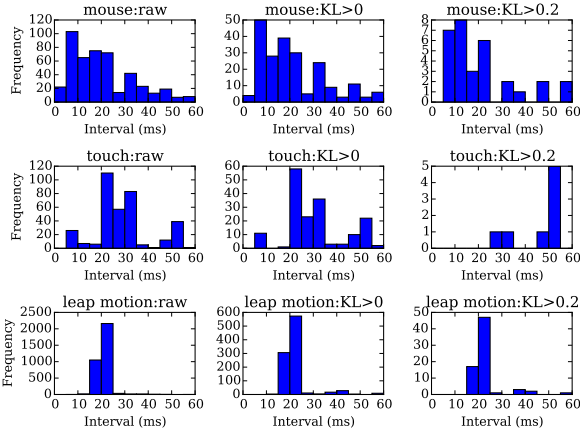 mouse:raw
Frequency
120
100
80
60
40
20
0
0 10 20 30 40 50 60
Interval (ms)
mouse:KL>0
50
40
30
20
10
0
0 10 20 30 40 50 60
Interval (ms)
mouse:KL>0.2
8
7
6
5
4
3
2
1
0
0 10 20 30 40 50 60
Interval (ms)
touch:raw
Frequency
120
100
80
60
40
20
0
0 10 20 30 40 50 60
Interval (ms)
touch:KL>0
60
50
40
30
20
10
0
0 10 20 30 40 50 60
Interval (ms)
touch:KL>0.2
5
4
3
2
1
0
0 10 20 30 40 50 60
Interval (ms)
leap motion:raw
Frequency
2500
2000
1500
1000
500
0
0 10 20 30 40 50 60
Interval (ms)
leap motion:KL>0
600
500
400
300
200
100
0
0 10 20 30 40 50 60
Interval (ms)
leap motion:KL>0.2
50
40
30
20
10
0
0 10 20 30 40 50 60
Interval (ms)